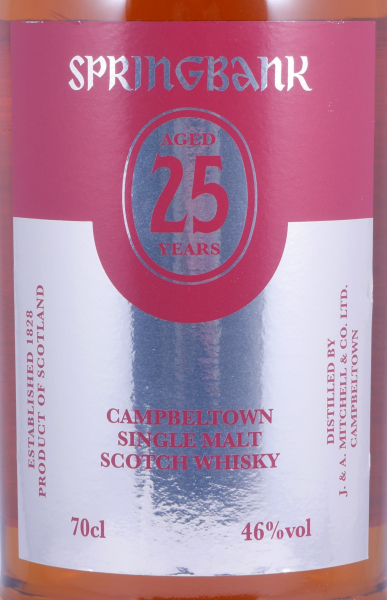 SPRINGBANK
AGED
25
YEARS
ESTABLISHED 1828
PRODUCT OF SCOTLAND
CAMPBELTOWN
SINGLE MALT
SCOTCH WHISKY
DISTILLED BY
J. & A. MITCHELL & CO. LTD.
CAMPBELTOWN
70cl
46%vol